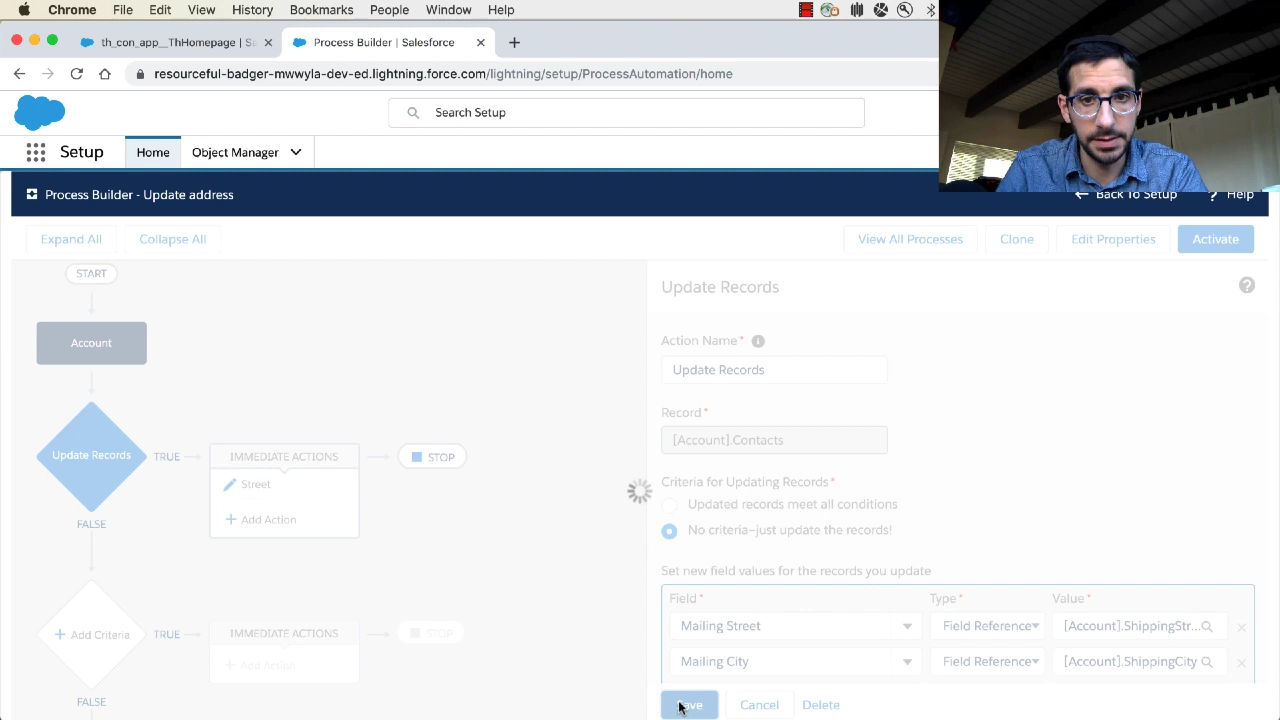 Chrome File Edit View History Bookmarks People Window Help
th_con_app__ThHomepage | S
Process Builder | Salesforce
resourceful-badger-mwwyla-dev-ed.lightning.force.com/lightning/setup/ProcessAutomation/home
Search Setup
Setup Home Object Manager
Process Builder - Update address
Back To Setup ? Help
Expand All Collapse All View All Processes Clone Edit Properties Activate
START
Account
Update Records
TRUE
IMMEDIATE ACTIONS
Street
+ Add Action
STOP
FALSE
+ Add Criteria
TRUE
IMMEDIATE ACTIONS
+ Add Action
STOP
FALSE
Update Records
?
Action Name* i
Update Records
Record*
[Account].Contacts
Criteria for Updating Records*
Updated records meet all conditions
No criteria—just update the records!
Set new field values for the records you update
Field* Type* Value*
Mailing Street Field Reference [Account].ShippingStr...
Mailing City Field Reference [Account].ShippingCity
Save Cancel Delete